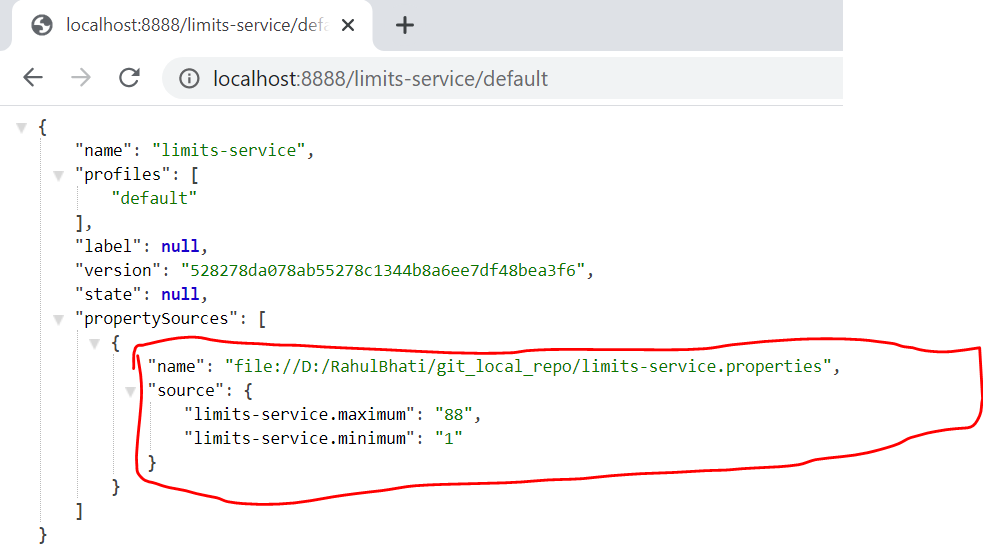 localhost:8888/limits-service/defa
localhost:8888/limits-service/default
{
"name": "limits-service",
"profiles": [
"default"
],
"label": null,
"version": "528278da078ab55278c1344b8a6ee7df48bea3f6",
"state": null,
"propertySources": [
{
"name": "file://D:/RahulBhati/git_local_repo/limits-service.properties",
"source": {
"limits-service.maximum": "88",
"limits-service.minimum": "1"
}
}
]
}